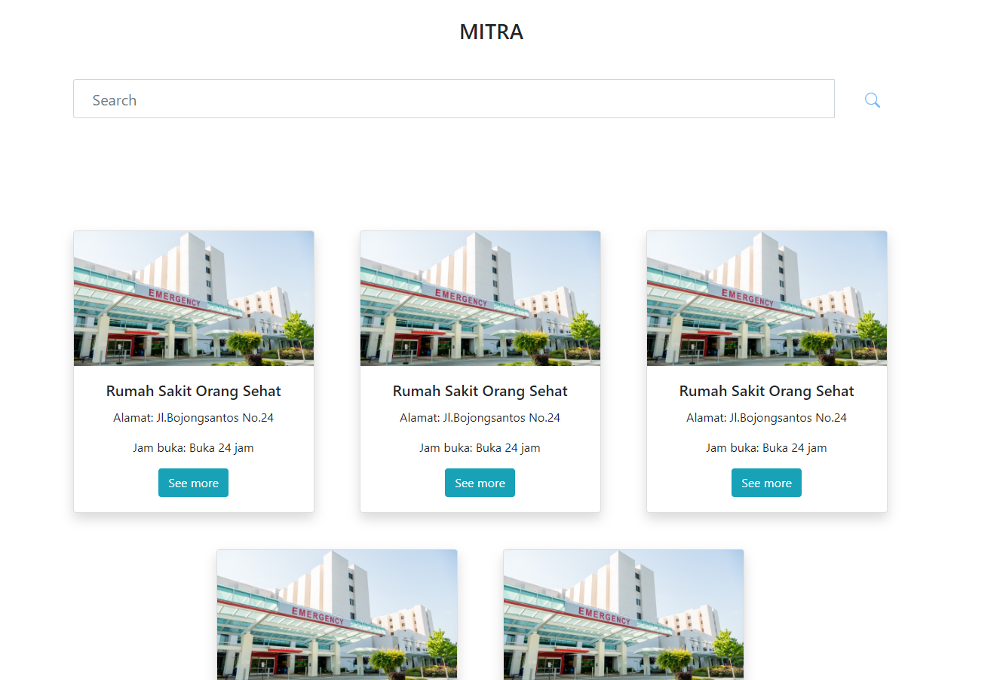 MITRA
Search
EMERGENCY
EMERGENCY
EMERGENCY
Rumah Sakit Orang Sehat
Alamat: Jl.Bojongsantos No.24
Jam buka: Buka 24 jam
See more
Rumah Sakit Orang Sehat
Alamat: Jl.Bojongsantos No.24
Jam buka: Buka 24 jam
See more
Rumah Sakit Orang Sehat
Alamat: Jl.Bojongsantos No.24
Jam buka: Buka 24 jam
See more
EMERGENCY
EMERGENCY